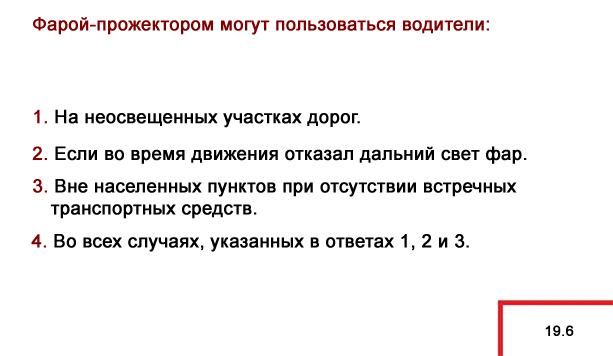 Фарой-прожектором могут пользоваться водители:
1. На неосвещенных участках дорог.
2. Если во время движения отказал дальний свет фар.
3. Вне населенных пунктов при отсутствии встречных
транспортных средств.
4. Во всех случаях, указанных в ответах 1, 2 и 3.
19.6